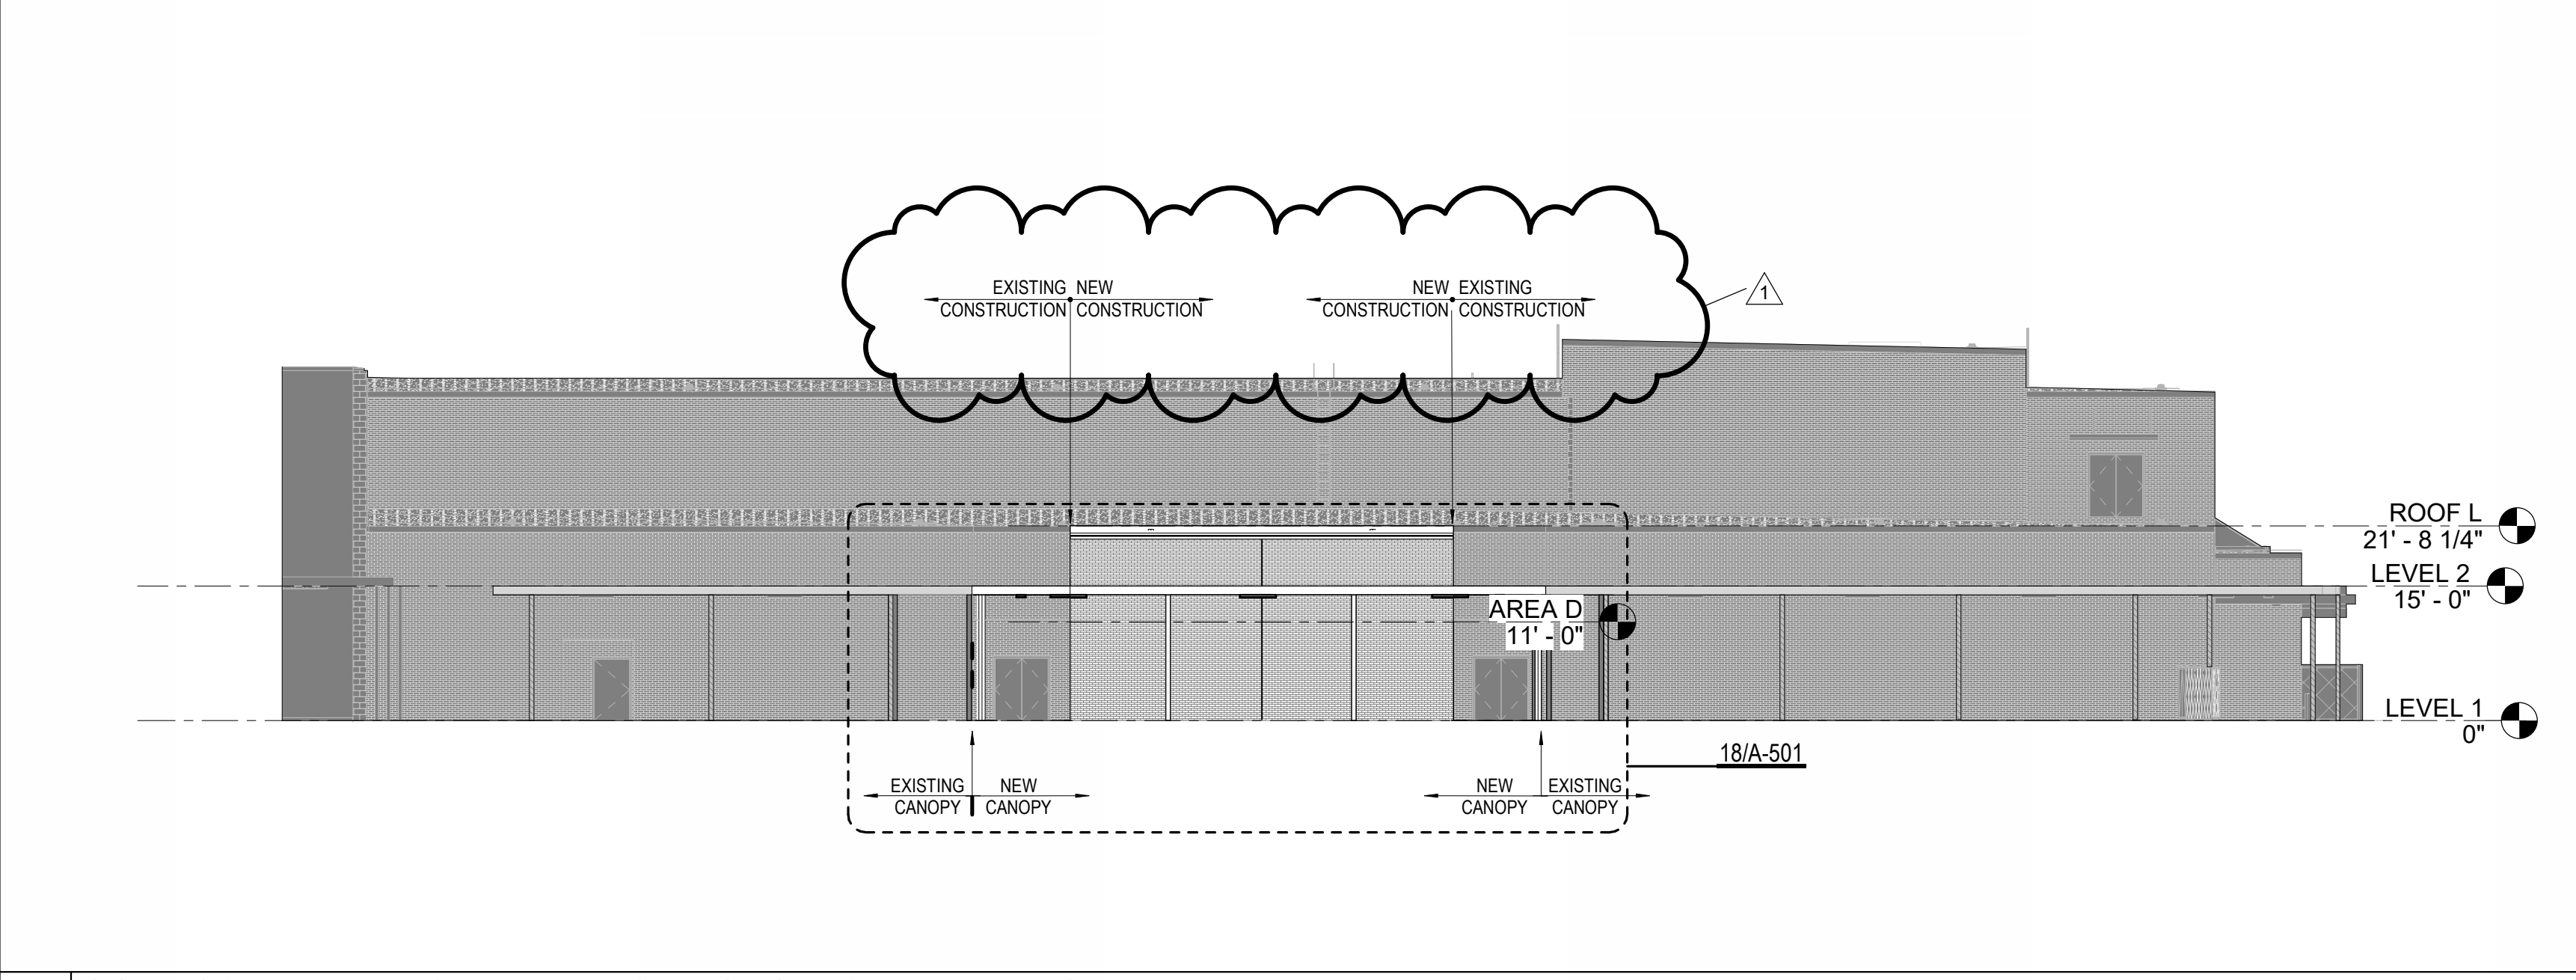 EXISTING NEW
CONSTRUCTION CONSTRUCTION
NEW EXISTING
CONSTRUCTION CONSTRUCTION
1
ROOF L
21' - 8 1/4"
LEVEL 2
15' - 0"
AREA D
11' - 0"
LEVEL 1
0"
18/A-501
EXISTING NEW
CANOPY CANOPY
NEW EXISTING
CANOPY CANOPY